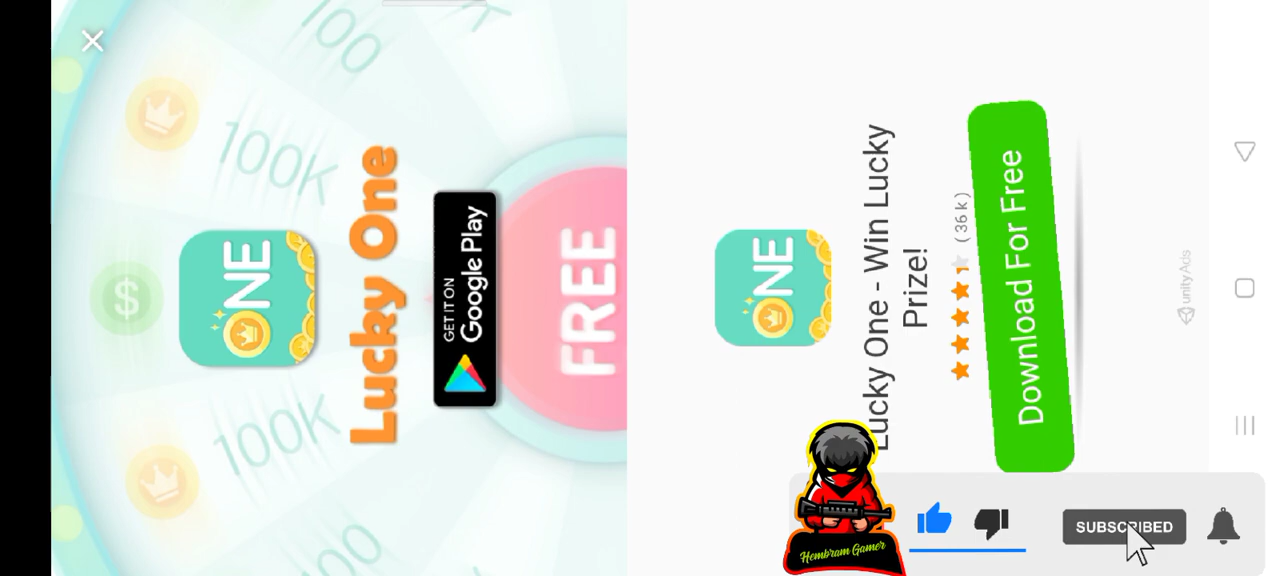 100
100K
$
100K
100
ONE
Lucky One
GET IT ON
Google Play
FREE
ONE
Lucky One - Win Lucky
Prize!
( 36 k )
Download For Free
unityAds
Hembram Gamer
SUBSCRIBED